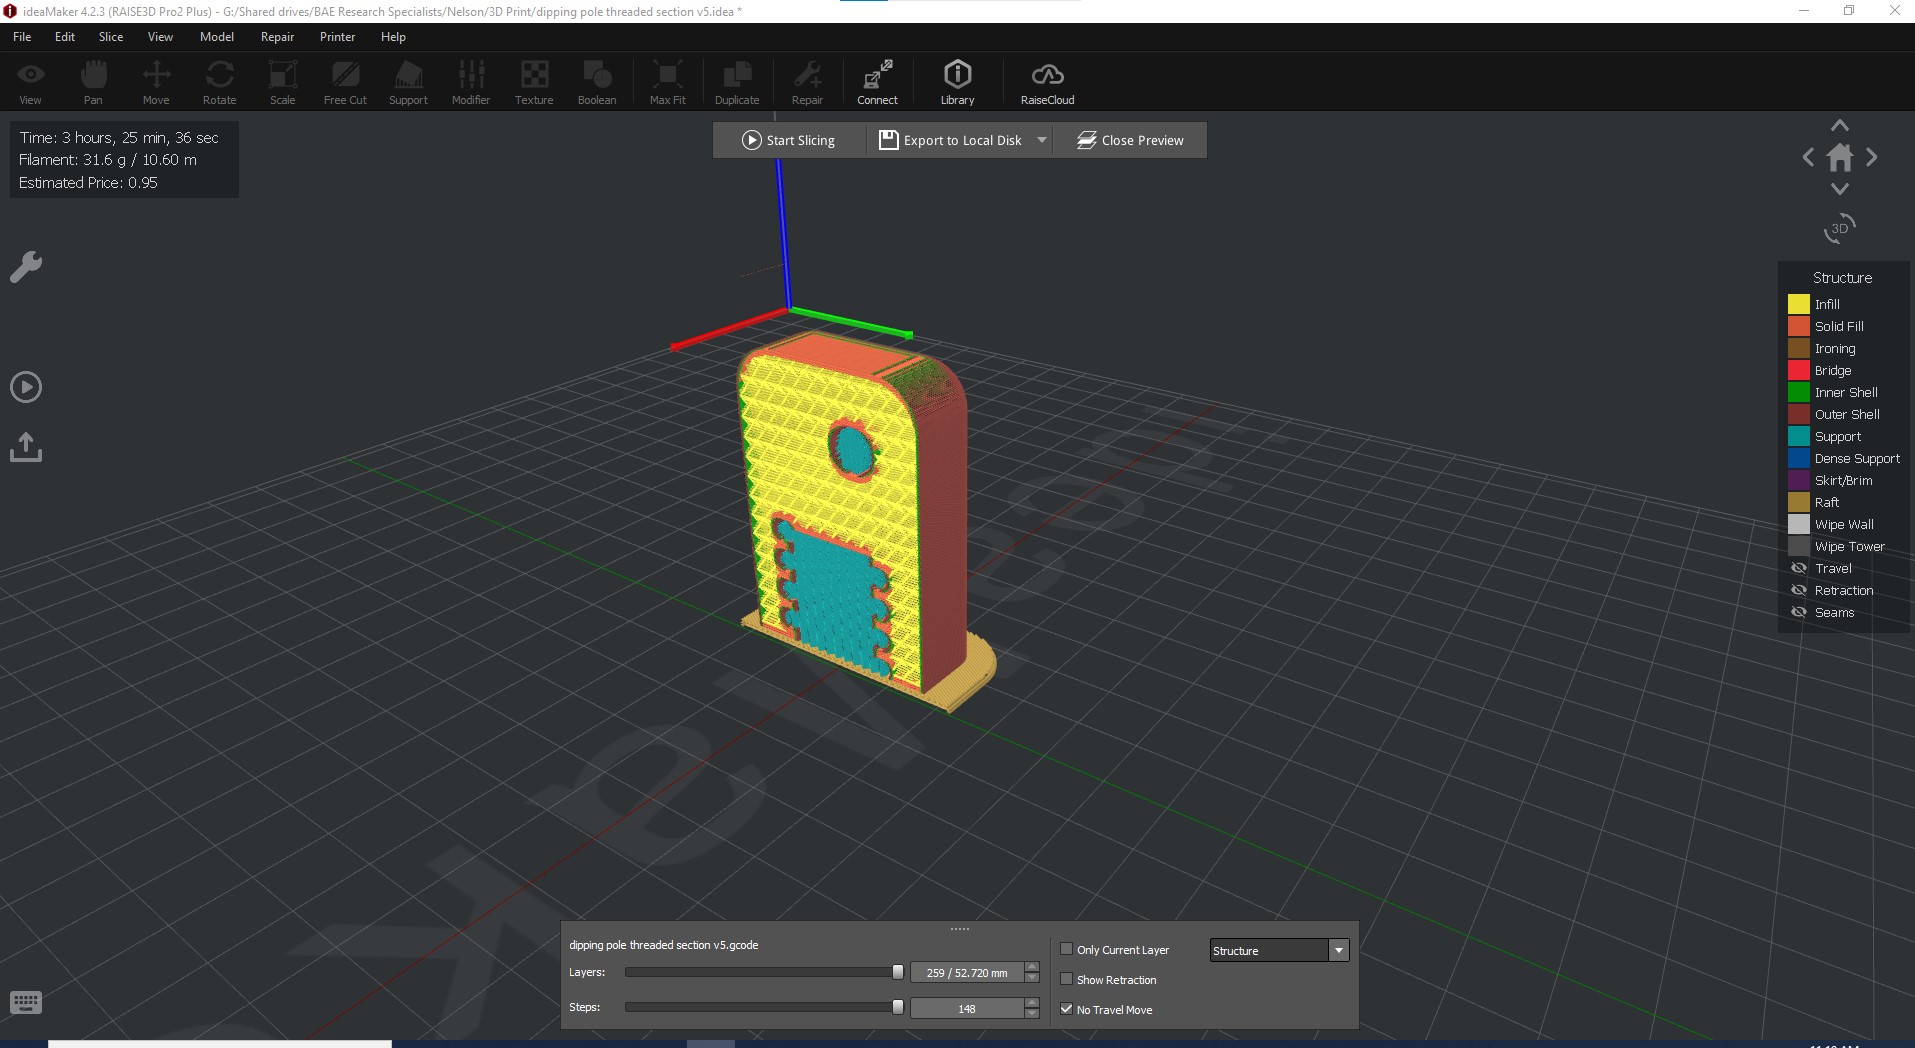 ideaMaker 4.2.3 (RAISE3D Pro2 Plus) - G:/Shared drives/BAE Research Specialists/Nelson/3D Print/dipping pole threaded section v5.idea *
File Edit Slice View Model Repair Printer Help
View Pan Move Rotate Scale Free Cut Support Modifier Texture Boolean Max Fit Duplicate Repair Connect Library RaiseCloud
Time: 3 hours, 25 min, 36 sec
Filament: 31.6 g / 10.60 m
Estimated Price: 0.95
Start Slicing Export to Local Disk Close Preview
3D
Structure
Infill
Solid Fill
Ironing
Bridge
Inner Shell
Outer Shell
Support
Dense Support
Skirt/Brim
Raft
Wipe Wall
Wipe Tower
Travel
Retraction
Seams
dipping pole threaded section v5.gcode
Layers: 259 / 52.720 mm
Steps: 148
Only Current Layer
Show Retraction
No Travel Move
Structure